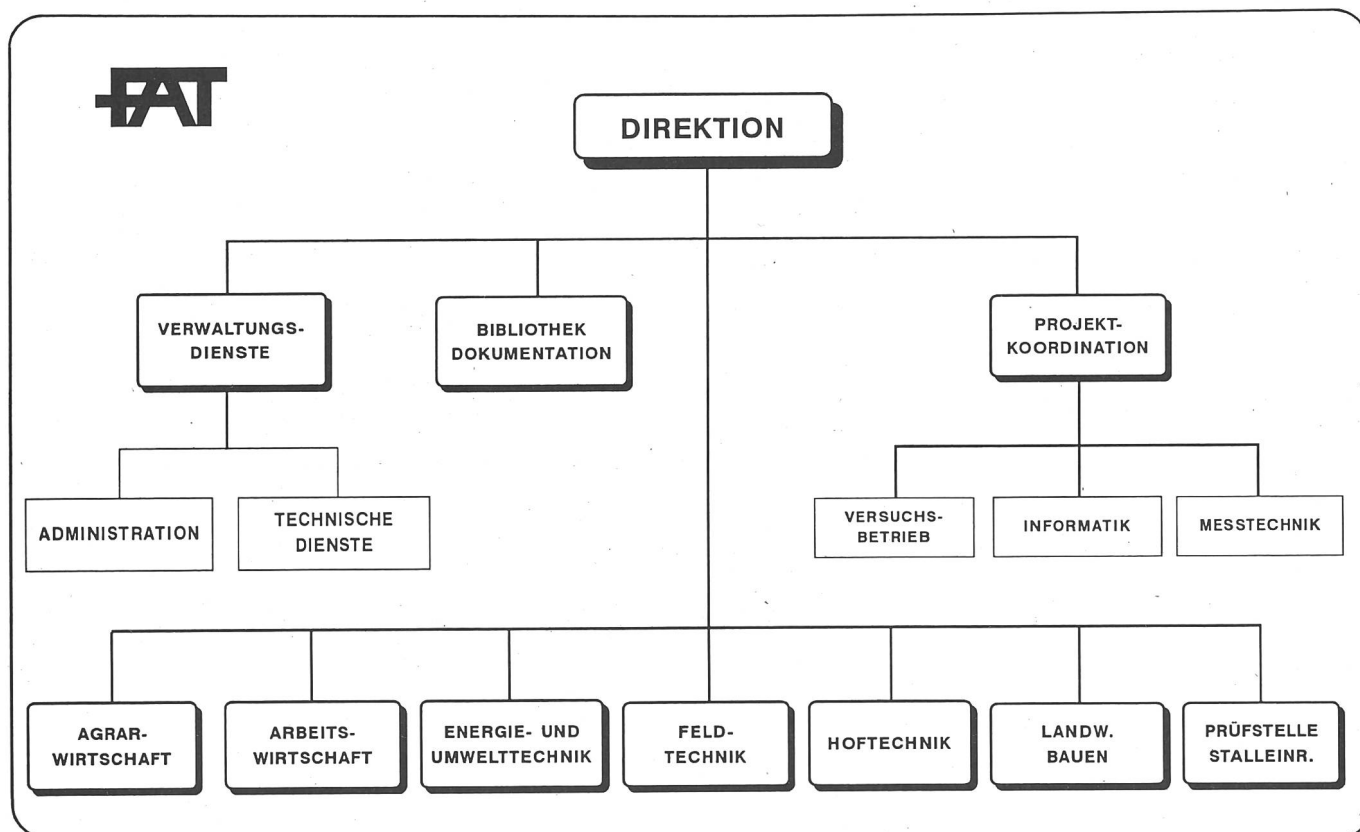 FAT
DIREKTION
VERWALTUNGS-
DIENSTE
BIBLIOTHEK
DOKUMENTATION
PROJEKT-
KOORDINATION
ADMINISTRATION
TECHNISCHE
DIENSTE
VERSUCHS-
BETRIEB
INFORMATIK
MESSTECHNIK
AGRAR-
WIRTSCHAFT
ARBEITS-
WIRTSCHAFT
ENERGIE- UND
UMWELTTECHNIK
FELD-
TECHNIK
HOFTECHNIK
LANDW.
BAUEN
PRÜFSTELLE
STALLEINR.